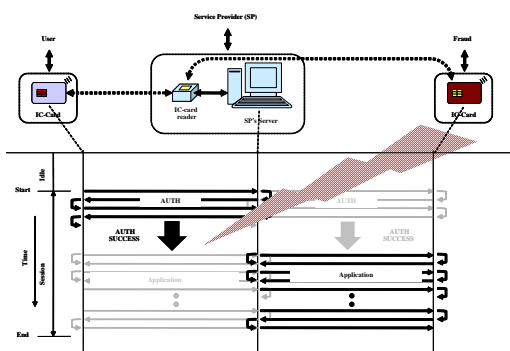 Service Provider (SP)
User
Fraud
IC-Card
IC-card
reader
SP's Server
IC-Card
Idle
Start
AUTH
AUTH
SUCCESS
AUTH
AUTH
SUCCESS
Time
Session
Application
Application
End